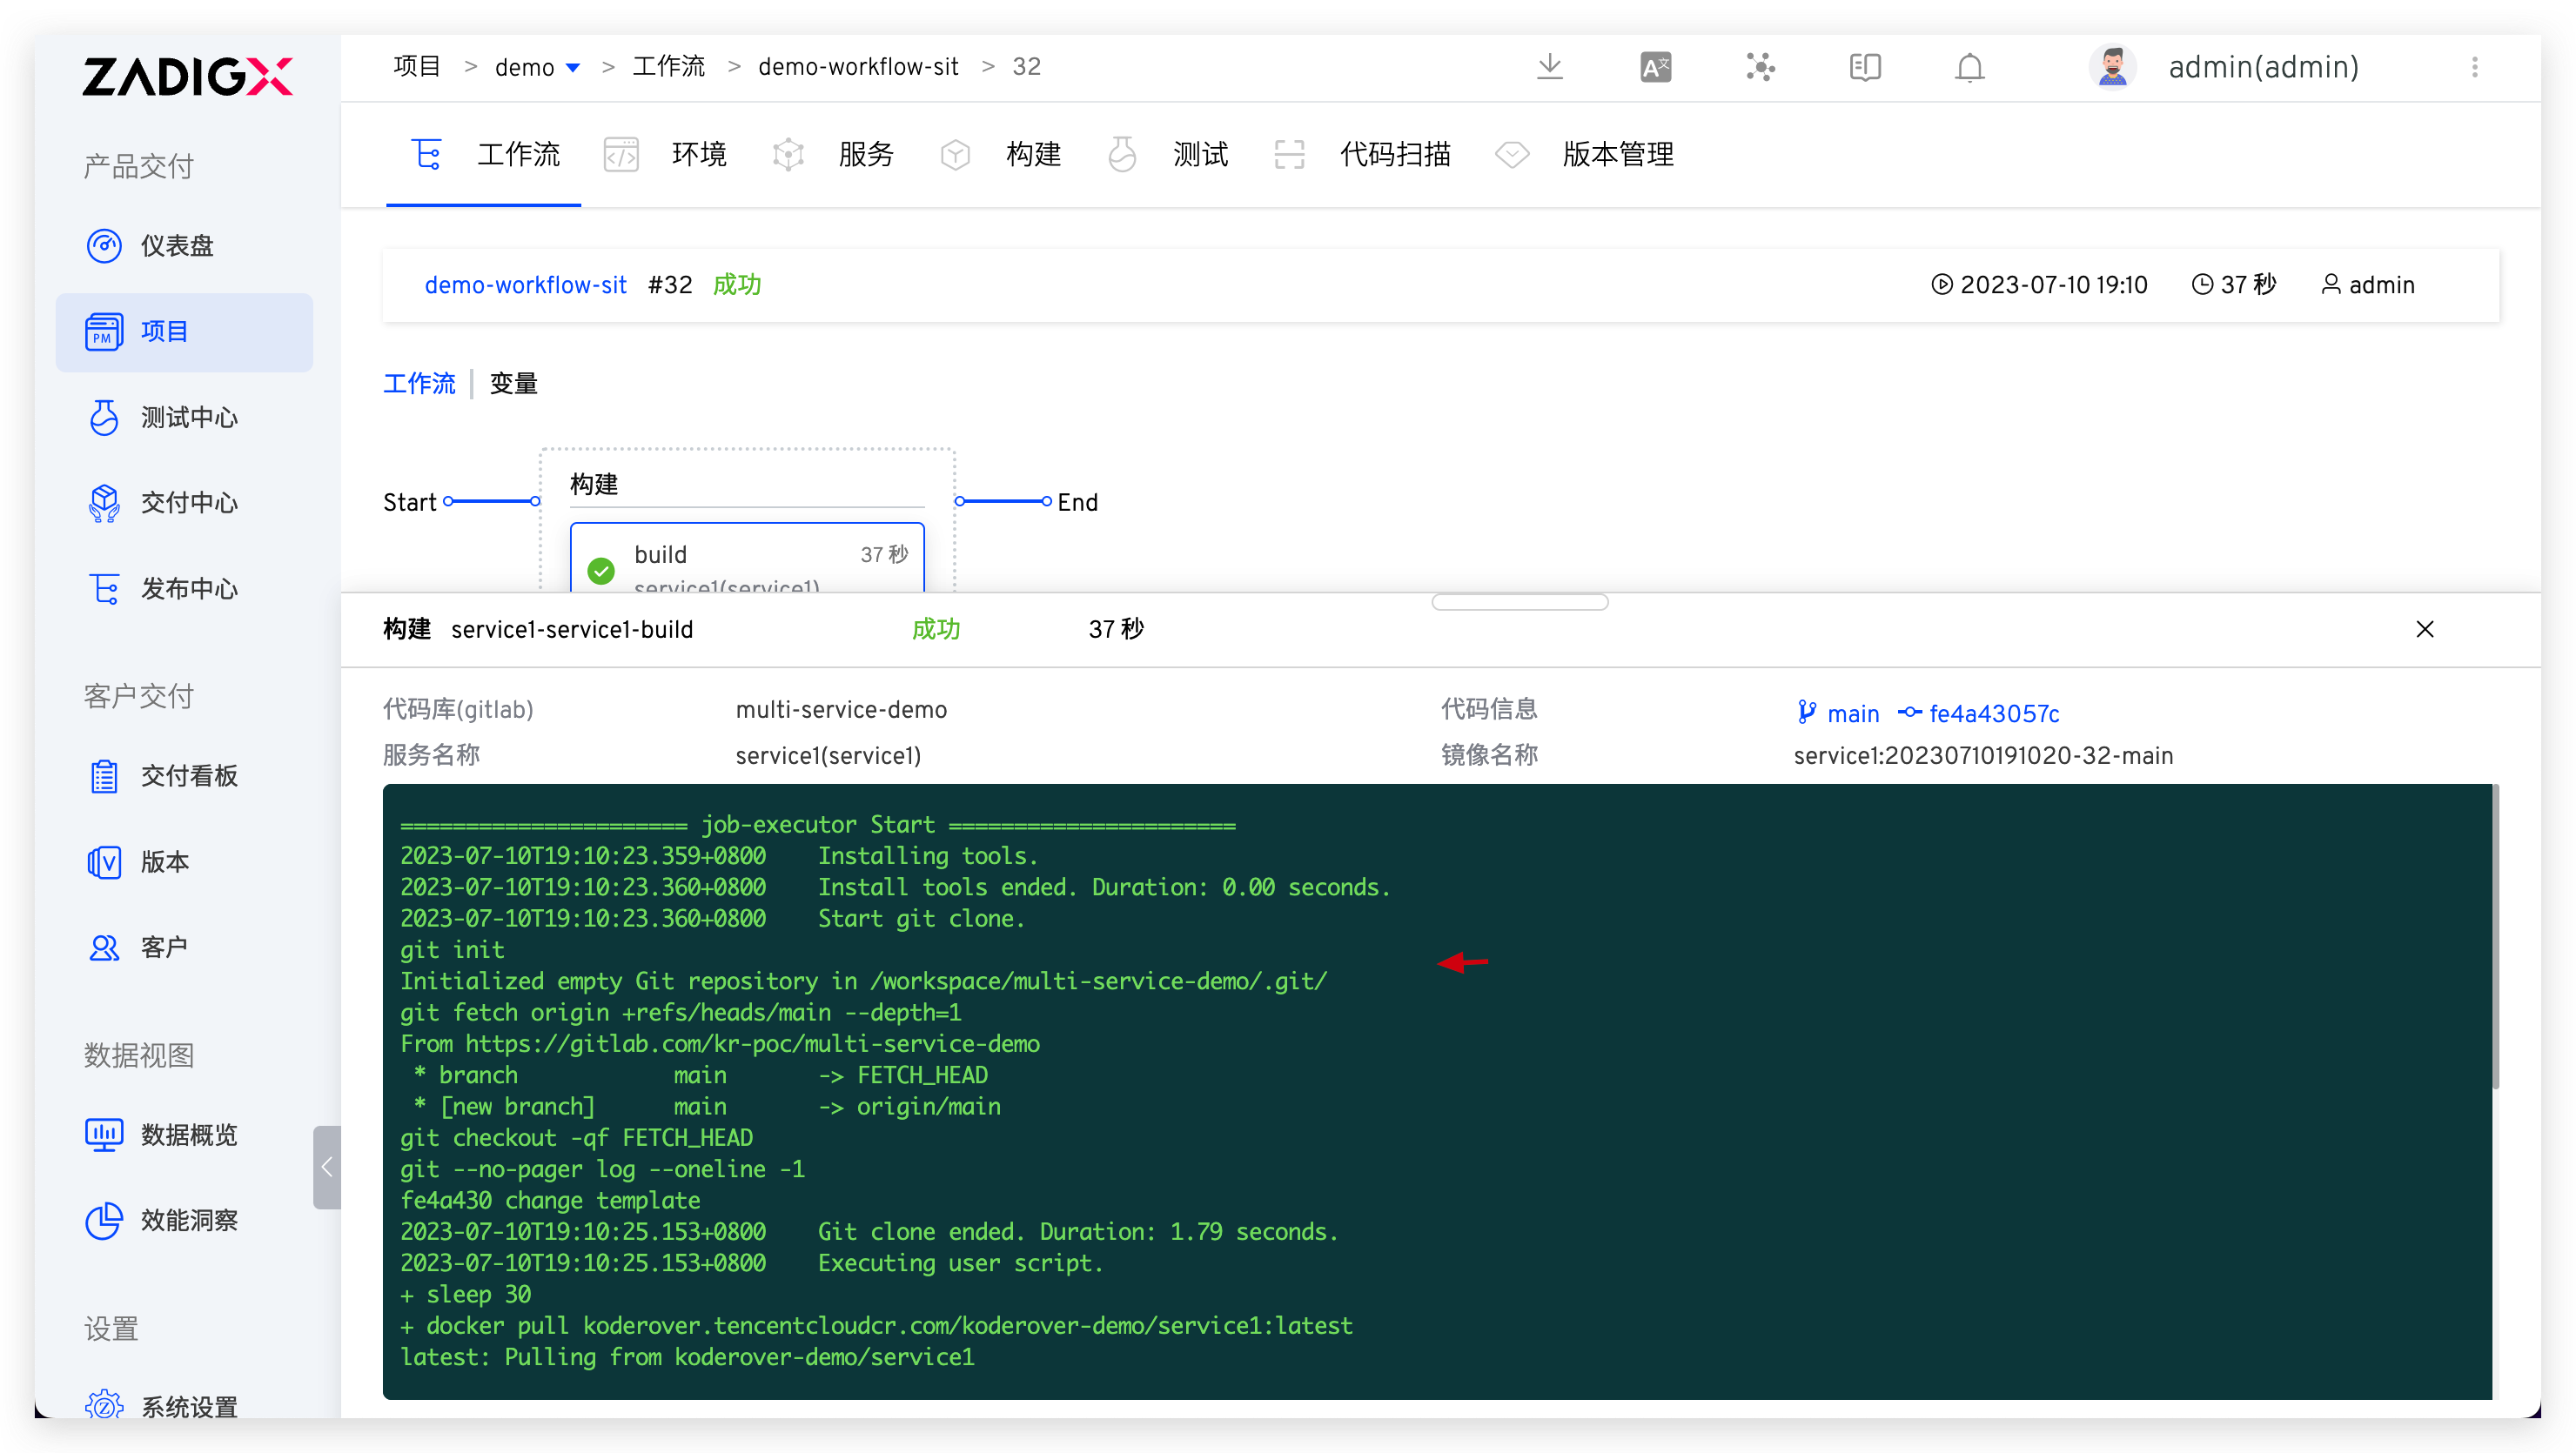 ZADIGX
项目 > demo > 工作流 > demo-workflow-sit > 32
admin(admin)
产品交付
仪表盘
项目
测试中心
交付中心
发布中心
客户交付
交付看板
版本
客户
数据视图
数据概览
效能洞察
设置
系统设置
工作流 环境 服务 构建 测试 代码扫描 版本管理
demo-workflow-sit #32 成功 2023-07-10 19:10 37 秒 admin
工作流 变量
Start
构建
build 37 秒
service1(service1)
End
构建 service1-service1-build 成功 37 秒
代码库(gitlab) multi-service-demo 代码信息 main fe4a43057c
服务名称 service1(service1) 镜像名称 service1:20230710191020-32-main
====================== job-executor Start ======================
2023-07-10T19:10:23.359+0800    Installing tools.
2023-07-10T19:10:23.360+0800    Install tools ended. Duration: 0.00 seconds.
2023-07-10T19:10:23.360+0800    Start git clone.
git init
Initialized empty Git repository in /workspace/multi-service-demo/.git/
git fetch origin +refs/heads/main --depth=1
From https://gitlab.com/kr-poc/multi-service-demo
 * branch            main       -> FETCH_HEAD
 * [new branch]      main       -> origin/main
git checkout -qf FETCH_HEAD
git --no-pager log --oneline -1
fe4a430 change template
2023-07-10T19:10:25.153+0800    Git clone ended. Duration: 1.79 seconds.
2023-07-10T19:10:25.153+0800    Executing user script.
+ sleep 30
+ docker pull koderover.tencentcloudcr.com/koderover-demo/service1:latest
latest: Pulling from koderover-demo/service1